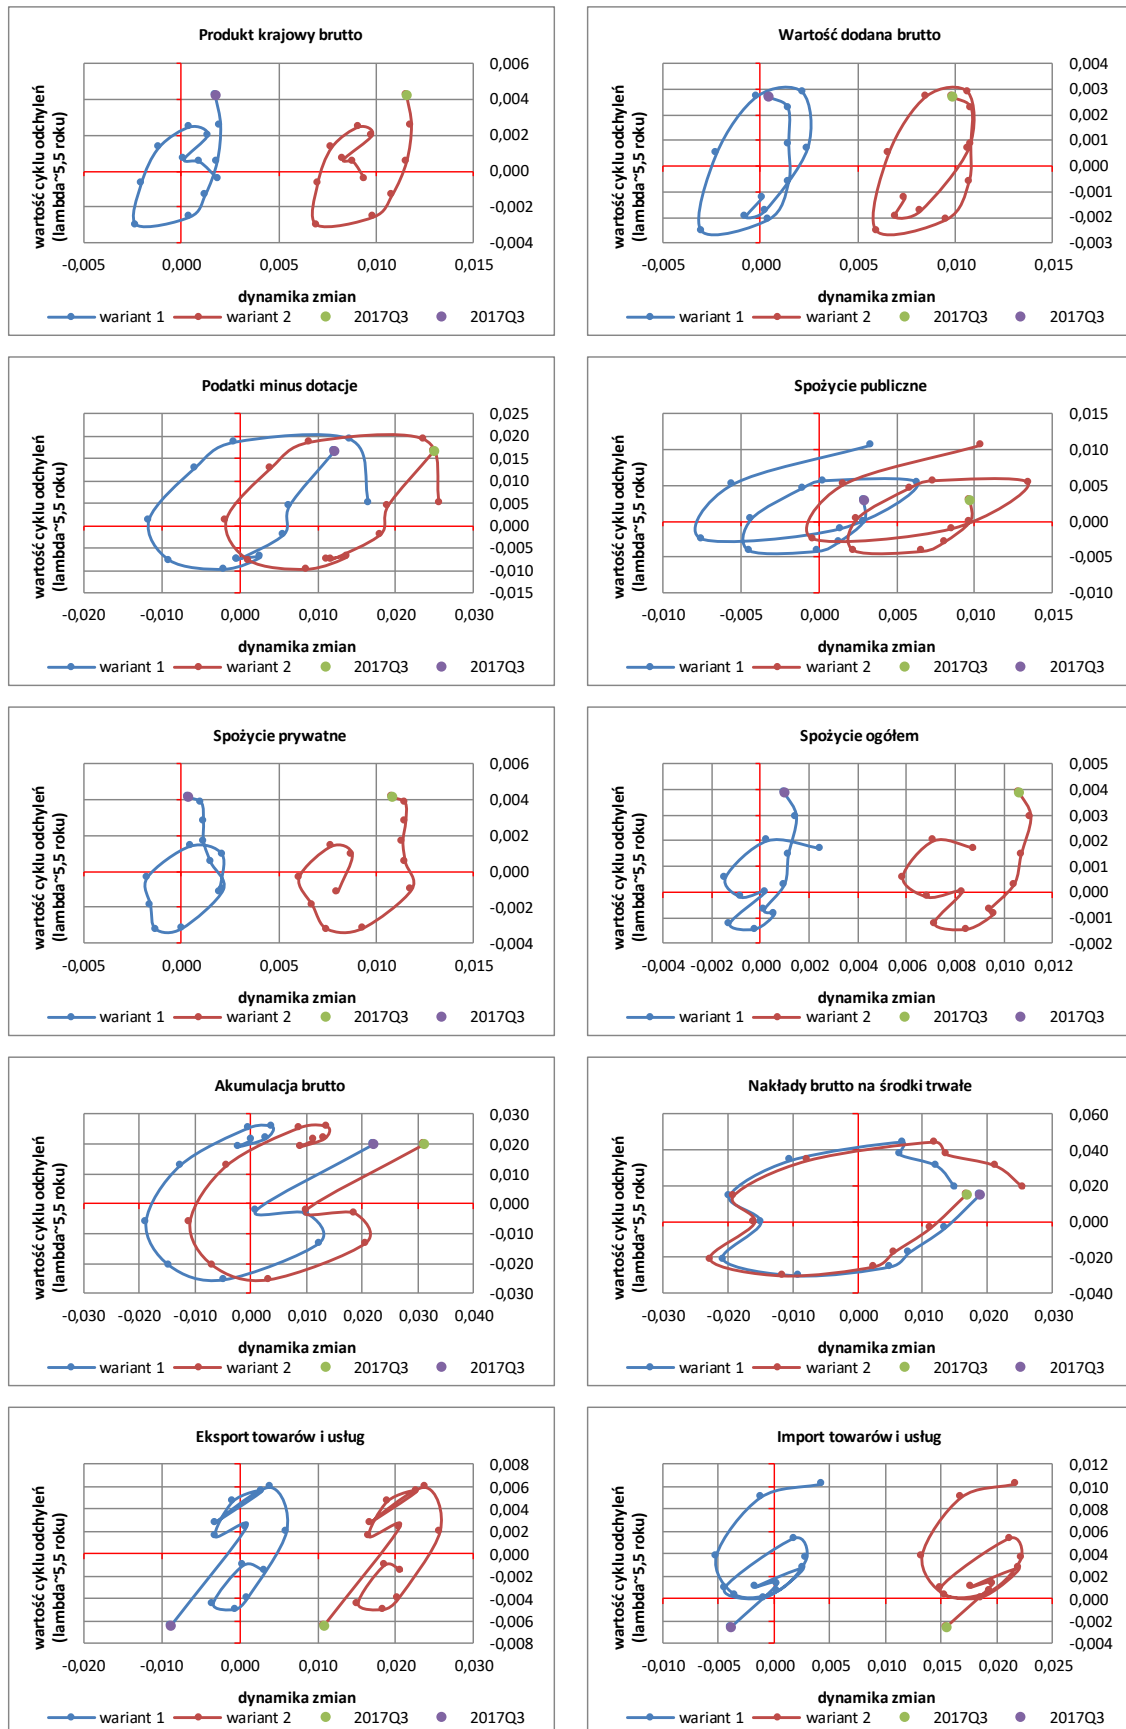 Produkt krajowy brutto
0,006
0,004
0,002
0,000
-0,002
-0,004
-0,005 0,000 0,005 0,010 0,015
wartość cyklu odchyleń
(lambda~5,5 roku)
dynamika zmian
wariant 1 wariant 2 2017Q3 2017Q3
Wartość dodana brutto
0,004
0,003
0,002
0,001
0,000
-0,001
-0,002
-0,003
-0,005 0,000 0,005 0,010 0,015
wartość cyklu odchyleń
(lambda~5,5 roku)
dynamika zmian
wariant 1 wariant 2 2017Q3 2017Q3
Podatki minus dotacje
0,025
0,020
0,015
0,010
0,005
0,000
-0,005
-0,010
-0,015
-0,020 -0,010 0,000 0,010 0,020 0,030
wartość cyklu odchyleń
(lambda~5,5 roku)
dynamika zmian
wariant 1 wariant 2 2017Q3 2017Q3
Spożycie publiczne
0,015
0,010
0,005
0,000
-0,005
-0,010
-0,010 -0,005 0,000 0,005 0,010 0,015
wartość cyklu odchyleń
(lambda~5,5 roku)
dynamika zmian
wariant 1 wariant 2 2017Q3 2017Q3
Spożycie prywatne
0,006
0,004
0,002
0,000
-0,002
-0,004
-0,005 0,000 0,005 0,010 0,015
wartość cyklu odchyleń
(lambda~5,5 roku)
dynamika zmian
wariant 1 wariant 2 2017Q3 2017Q3
Spożycie ogółem
0,005
0,004
0,003
0,002
0,001
0,000
-0,001
-0,002
-0,004 -0,002 0,000 0,002 0,004 0,006 0,008 0,010 0,012
wartość cyklu odchyleń
(lambda~5,5 roku)
dynamika zmian
wariant 1 wariant 2 2017Q3 2017Q3
Akumulacja brutto
0,030
0,020
0,010
0,000
-0,010
-0,020
-0,030
-0,030 -0,020 -0,010 0,000 0,010 0,020 0,030 0,040
wartość cyklu odchyleń
(lambda~5,5 roku)
dynamika zmian
wariant 1 wariant 2 2017Q3 2017Q3
Nakłady brutto na środki trwałe
0,060
0,040
0,020
0,000
-0,020
-0,040
-0,030 -0,020 -0,010 0,000 0,010 0,020 0,030
wartość cyklu odchyleń
(lambda~5,5 roku)
dynamika zmian
wariant 1 wariant 2 2017Q3 2017Q3
Eksport towarów i usług
0,008
0,006
0,004
0,002
0,000
-0,002
-0,004
-0,006
-0,008
-0,020 -0,010 0,000 0,010 0,020 0,030
wartość cyklu odchyleń
(lambda~5,5 roku)
dynamika zmian
wariant 1 wariant 2 2017Q3 2017Q3
Import towarów i usług
0,012
0,010
0,008
0,006
0,004
0,002
0,000
-0,002
-0,004
-0,010 -0,005 0,000 0,005 0,010 0,015 0,020 0,025
wartość cyklu odchyleń
(lambda~5,5 roku)
dynamika zmian
wariant 1 wariant 2 2017Q3 2017Q3